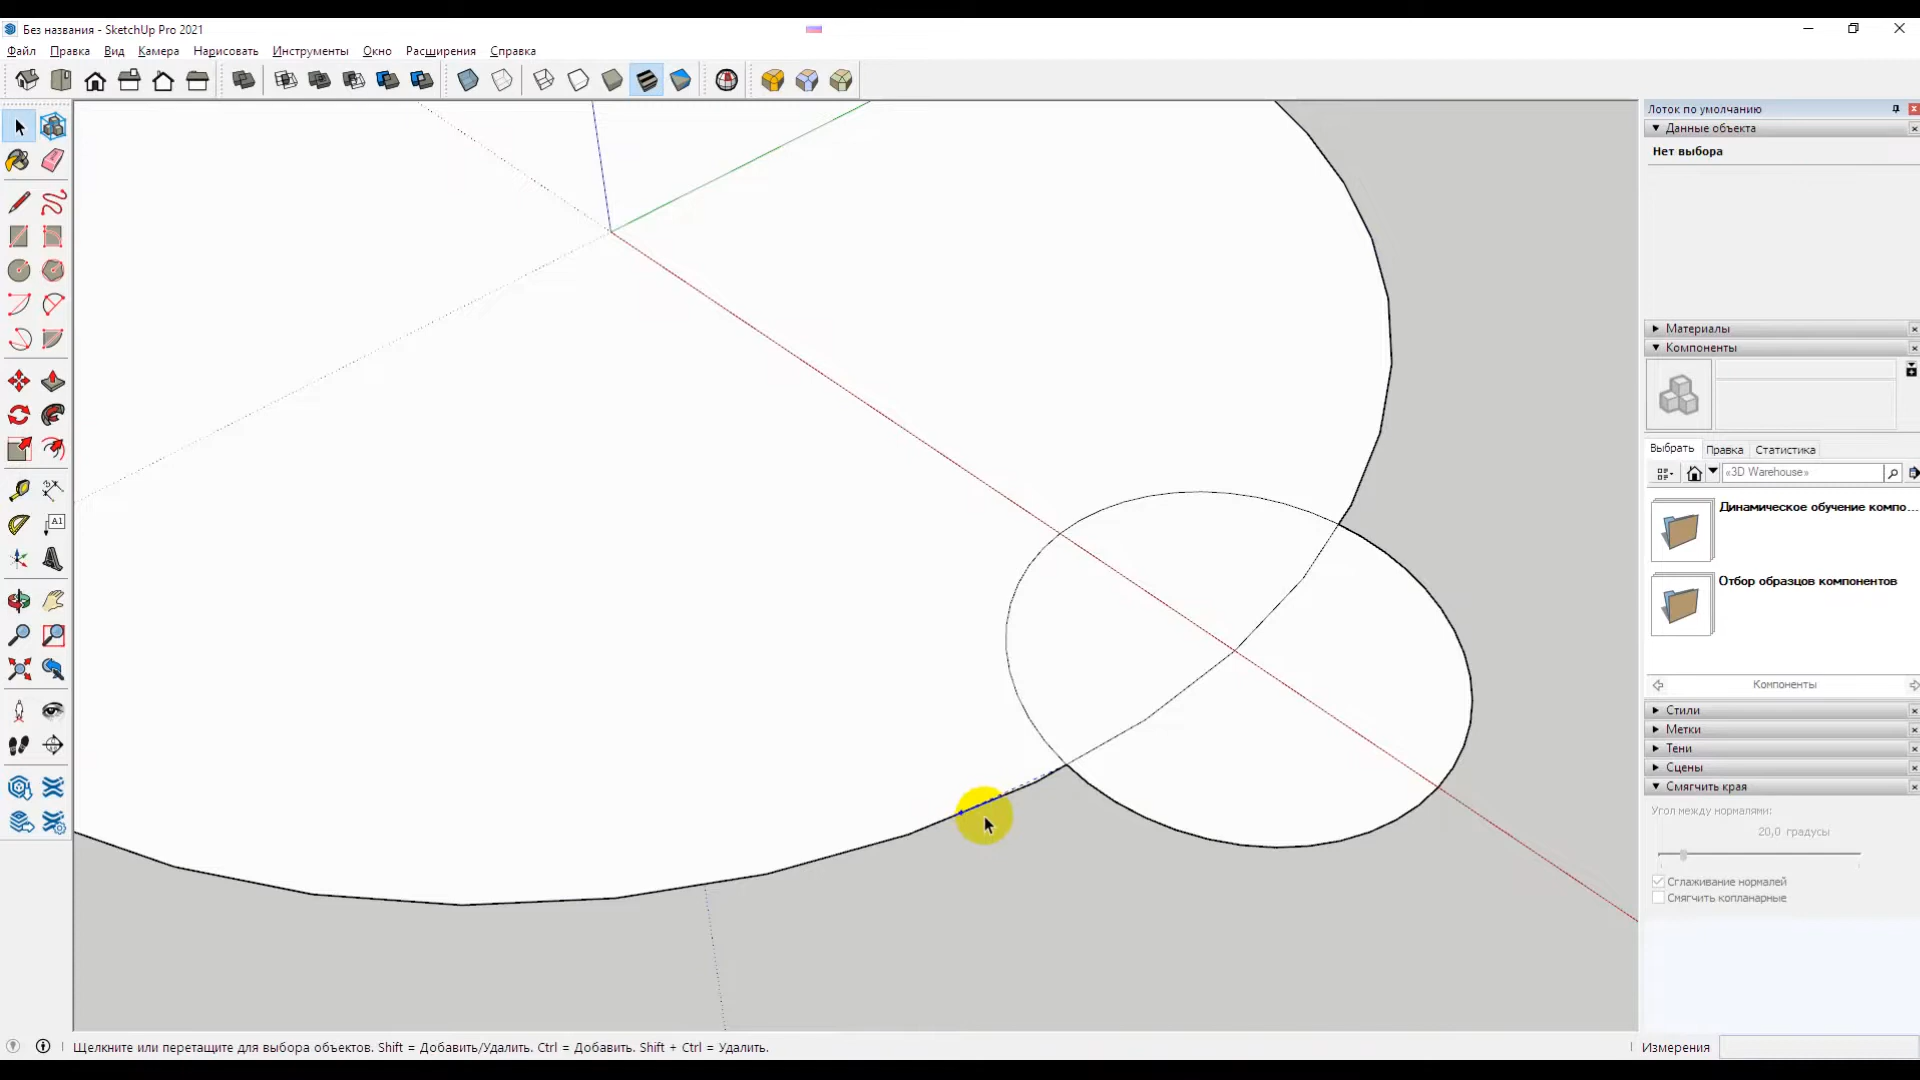 Без названия - SketchUp Pro 2021
Файл Правка Вид Камера Нарисовать Инструменты Окно Расширения Справка
Лоток по умолчанию
Данные объекта
Нет выбора
Материалы
Компоненты
Выбрать Правка Статистика
«3D Warehouse»
Динамическое обучение компо...
Отбор образцов компонентов
Компоненты
Стили
Метки
Тени
Сцены
Смягчить края
Угол между нормалями:
20,0 градусы
Сглаживание нормалей
Смягчить копланарные
A1
Щелкните или перетащите для выбора объектов. Shift = Добавить/Удалить. Ctrl = Добавить. Shift + Ctrl = Удалить.
Измерения